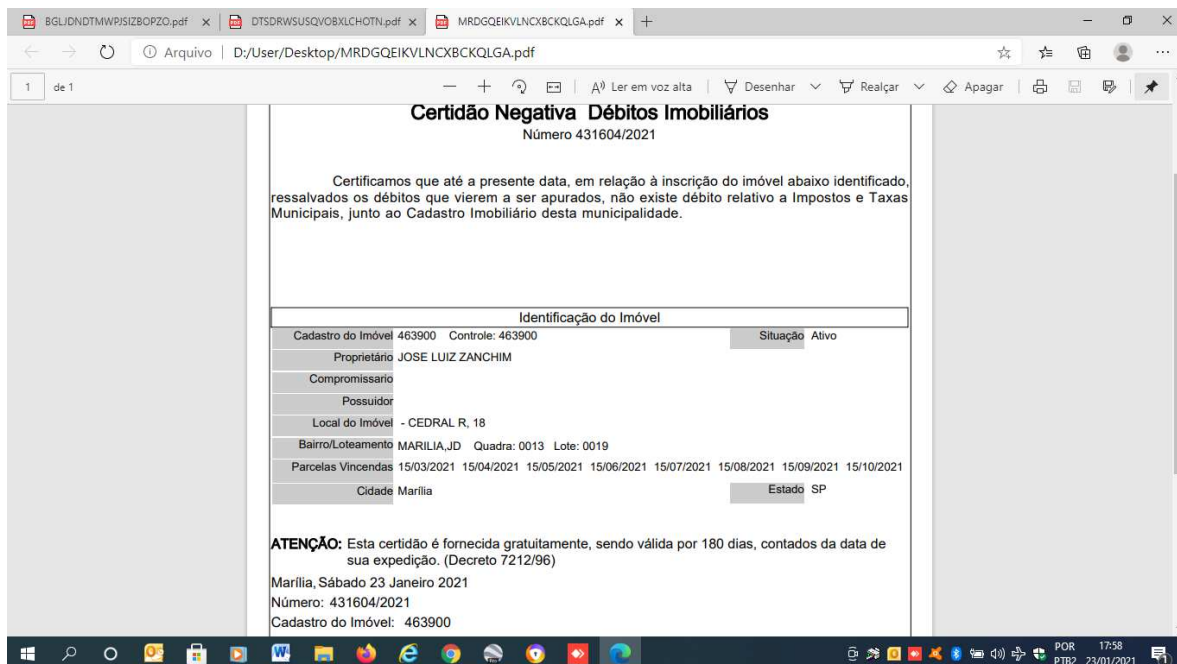 BGLJDNDTMWPJSIZBOPZO.pdf DTSDRWSUSQVOBXLCHOTN.pdf MRDGQEIKVLNCXBCKQLGA.pdf
Arquivo D:/User/Desktop/MRDGQEIKVLNCXBCKQLGA.pdf
1 de 1 Ler em voz alta Desenhar Realçar Apagar
Certidão Negativa Débitos Imobiliários
Número 431604/2021
Certificamos que até a presente data, em relação à inscrição do imóvel abaixo identificado,
ressalvados os débitos que vierem a ser apurados, não existe débito relativo a Impostos e Taxas
Municipais, junto ao Cadastro Imobiliário desta municipalidade.
Identificação do Imóvel
Cadastro do Imóvel 463900 Controle: 463900 Situação Ativo
Proprietário JOSE LUIZ ZANCHIM
Compromissario
Possuidor
Local do Imóvel - CEDRAL R, 18
Bairro/Loteamento MARILIA,JD Quadra: 0013 Lote: 0019
Parcelas Vincendas 15/03/2021 15/04/2021 15/05/2021 15/06/2021 15/07/2021 15/08/2021 15/09/2021 15/10/2021
Cidade Marília Estado SP
ATENÇÃO: Esta certidão é fornecida gratuitamente, sendo válida por 180 dias, contados da data de
sua expedição. (Decreto 7212/96)
Marília, Sábado 23 Janeiro 2021
Número: 431604/2021
Cadastro do Imóvel: 463900
POR 17:58
PTB2 23/01/2021